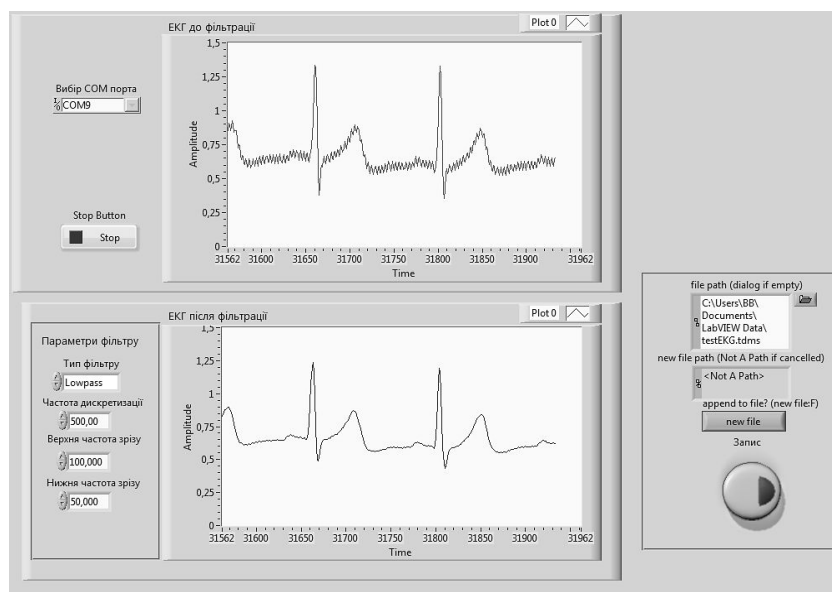 ЕКГ до фільтрації
Plot 0
1,5
1,25
1
0,75
0,5
0,25
0
Amplitude
31562 31600 31650 31700 31750 31800 31850 31900 31962
Time
Вибір COM порта
COM9
Stop Button
Stop
ЕКГ після фільтрації
Plot 0
1,5
1,25
1
0,75
0,5
0,25
0
Amplitude
31562 31600 31650 31700 31750 31800 31850 31900 31962
Time
Параметри фільтру
Тип фільтру
Lowpass
Частота дискретизації
500,00
Верхня частота зрізу
100,000
Нижня частота зрізу
50,000
file path (dialog if empty)
C:\Users\BB\
Documents\
LabVIEW Data\
testEKG.tdms
new file path (Not A Path if cancelled)
<Not A Path>
append to file? (new file:F)
new file
Запис